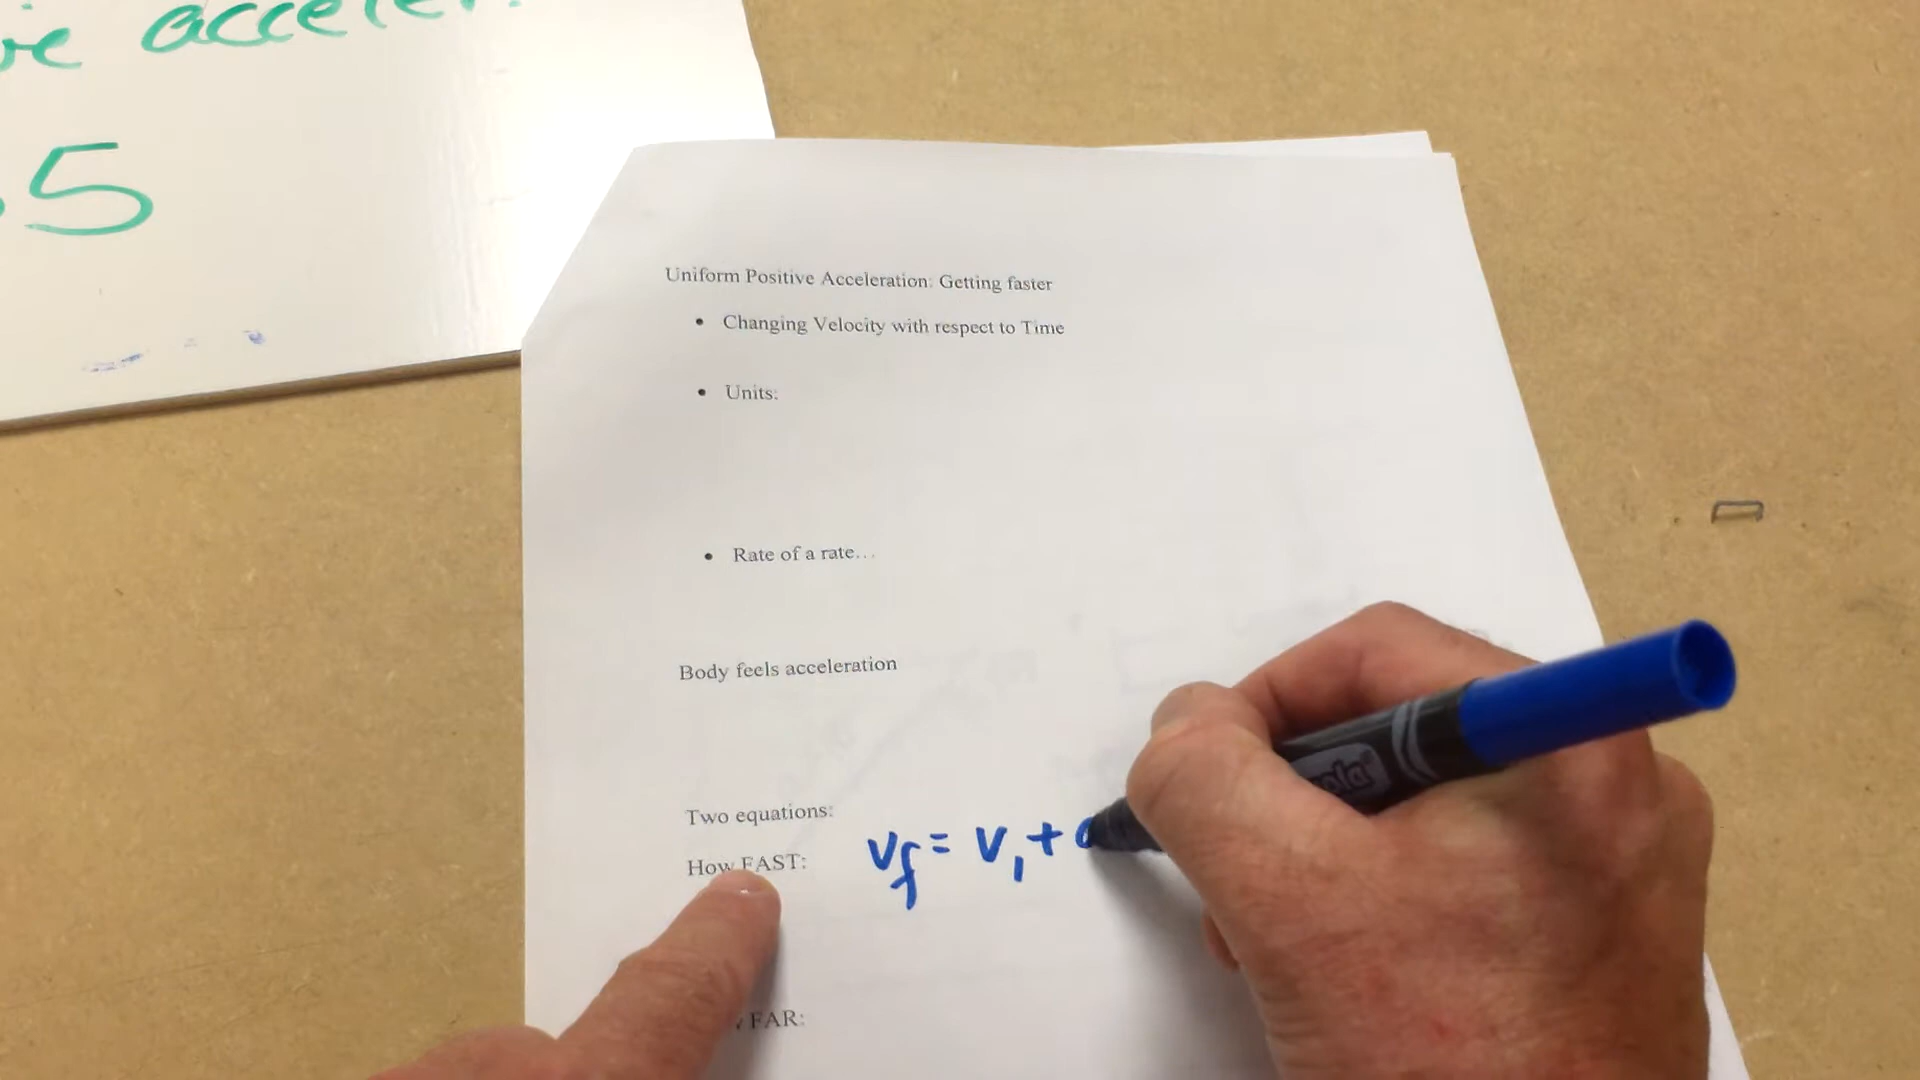 acceler.
5
Uniform Positive Acceleration: Getting faster
• Changing Velocity with respect to Time
• Units:
• Rate of a rate...
Body feels acceleration
Two equations:
How FAST: vf = v1 +
FAR: